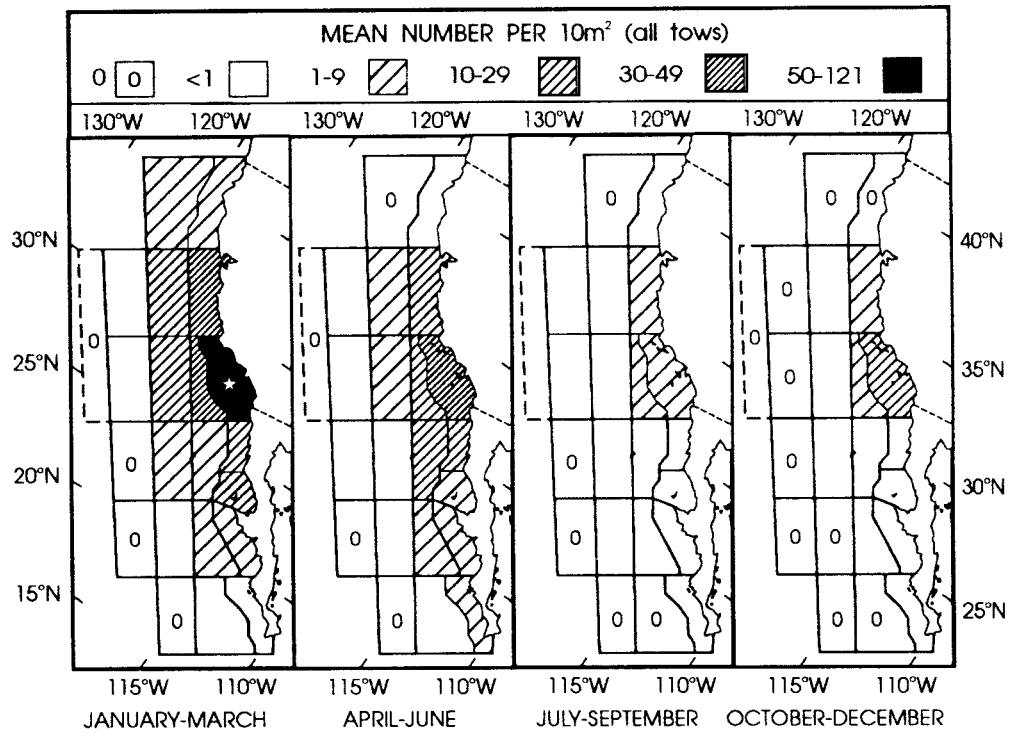 MEAN NUMBER PER 10m² (all tows)
0 0 <1 1-9 10-29 30-49 50-121
130°W 120°W 130°W 120°W 130°W 120°W 130°W 120°W
0 0 0 0
30°N 40°N
0
0 0 0
25°N 35°N
0
0 0 0
20°N 30°N
0 0 0 0 0
15°N 25°N
0 0 0 0 0 0
115°W 110°W 115°W 110°W 115°W 110°W 115°W 110°W
JANUARY-MARCH APRIL-JUNE JULY-SEPTEMBER OCTOBER-DECEMBER